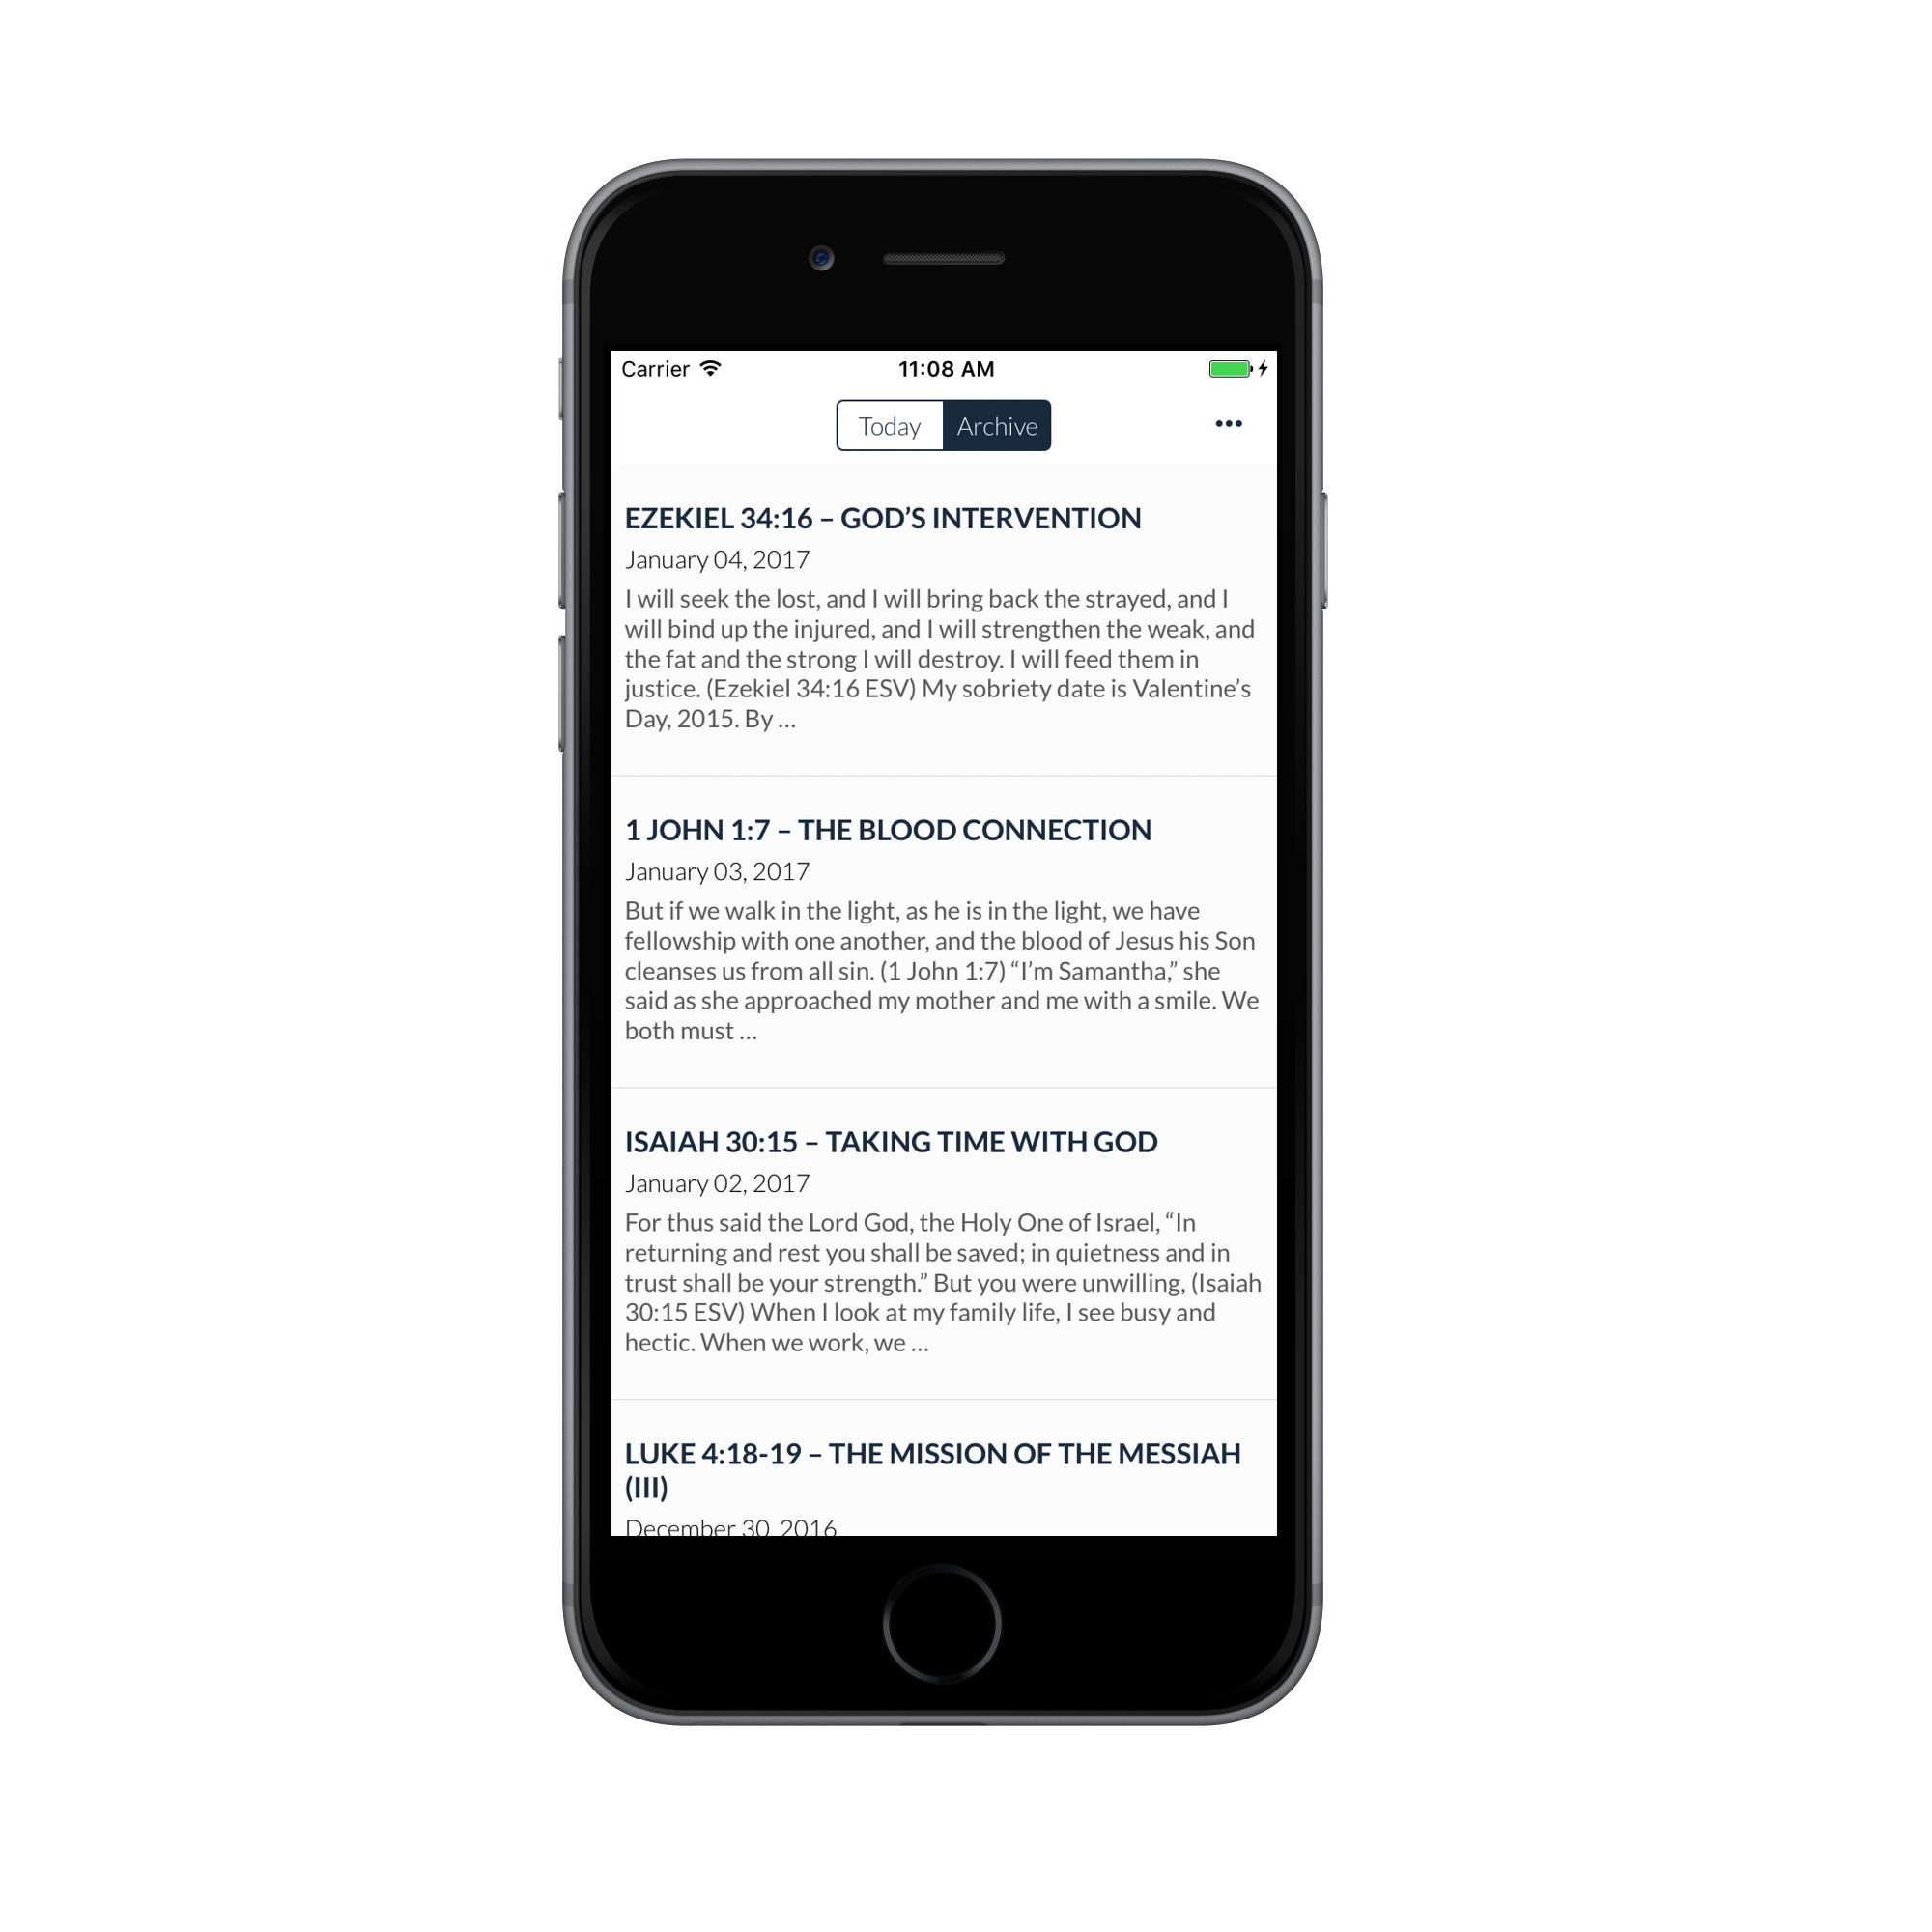 Carrier 11:08 AM
Today Archive •••
EZEKIEL 34:16 – GOD’S INTERVENTION
January 04, 2017
I will seek the lost, and I will bring back the strayed, and I
will bind up the injured, and I will strengthen the weak, and
the fat and the strong I will destroy. I will feed them in
justice. (Ezekiel 34:16 ESV) My sobriety date is Valentine’s
Day, 2015. By ...
1 JOHN 1:7 – THE BLOOD CONNECTION
January 03, 2017
But if we walk in the light, as he is in the light, we have
fellowship with one another, and the blood of Jesus his Son
cleanses us from all sin. (1 John 1:7) “I’m Samantha,” she
said as she approached my mother and me with a smile. We
both must ...
ISAIAH 30:15 – TAKING TIME WITH GOD
January 02, 2017
For thus said the Lord God, the Holy One of Israel, “In
returning and rest you shall be saved; in quietness and in
trust shall be your strength.” But you were unwilling, (Isaiah
30:15 ESV) When I look at my family life, I see busy and
hectic. When we work, we ...
LUKE 4:18-19 – THE MISSION OF THE MESSIAH
(III)
December 30, 2016